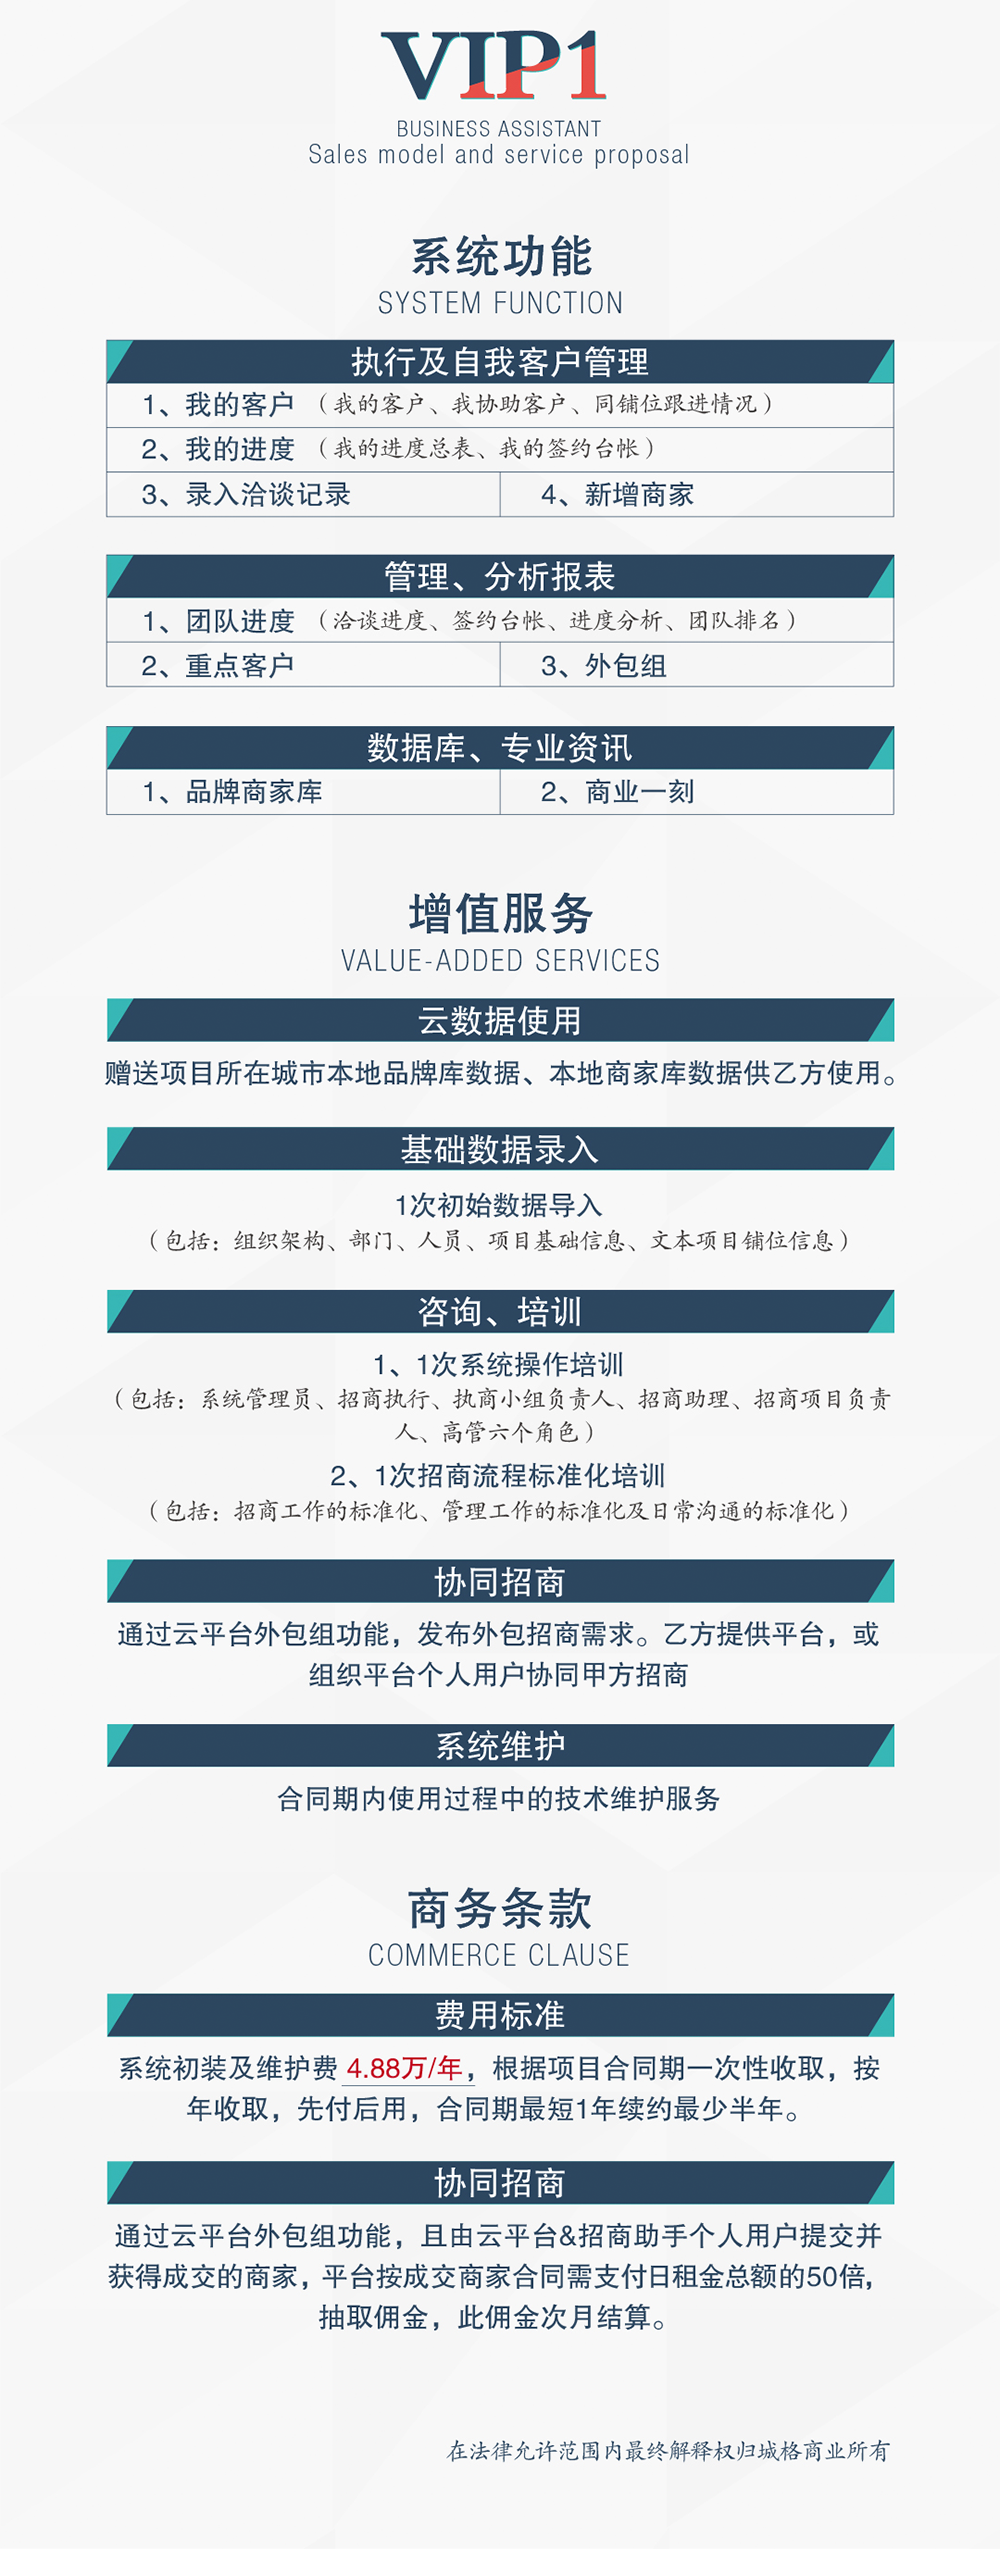 VIP1
BUSINESS ASSISTANT
Sales model and service proposal
系统功能
SYSTEM FUNCTION
执行及自我客户管理
1、我的客户（我的客户、我协助客户、同铺位跟进情况）
2、我的进度（我的进度总表、我的签约台帐）
3、录入洽谈记录
4、新增商家
管理、分析报表
1、团队进度（洽谈进度、签约台帐、进度分析、团队排名）
2、重点客户
3、外包组
数据库、专业资讯
1、品牌商家库
2、商业一刻
增值服务
VALUE-ADDED SERVICES
云数据使用
赠送项目所在城市本地品牌库数据、本地商家库数据供乙方使用。
基础数据录入
1次初始数据导入
（包括：组织架构、部门、人员、项目基础信息、文本项目铺位信息）
咨询、培训
1、1次系统操作培训
（包括：系统管理员、招商执行、执商小组负责人、招商助理、招商项目负责
人、高管六个角色）
2、1次招商流程标准化培训
（包括：招商工作的标准化、管理工作的标准化及日常沟通的标准化）
协同招商
通过云平台外包组功能，发布外包招商需求。乙方提供平台，或
组织平台个人用户协同甲方招商
系统维护
合同期内使用过程中的技术维护服务
商务条款
COMMERCE CLAUSE
费用标准
系统初装及维护费 4.88万/年，根据项目合同期一次性收取，按
年收取，先付后用，合同期最短1年续约最少半年。
协同招商
通过云平台外包组功能，且由云平台&招商助手个人用户提交并
获得成交的商家，平台按成交商家合同需支付日租金总额的50倍，
抽取佣金，此佣金次月结算。
在法律允许范围内最终解释权归城格商业所有